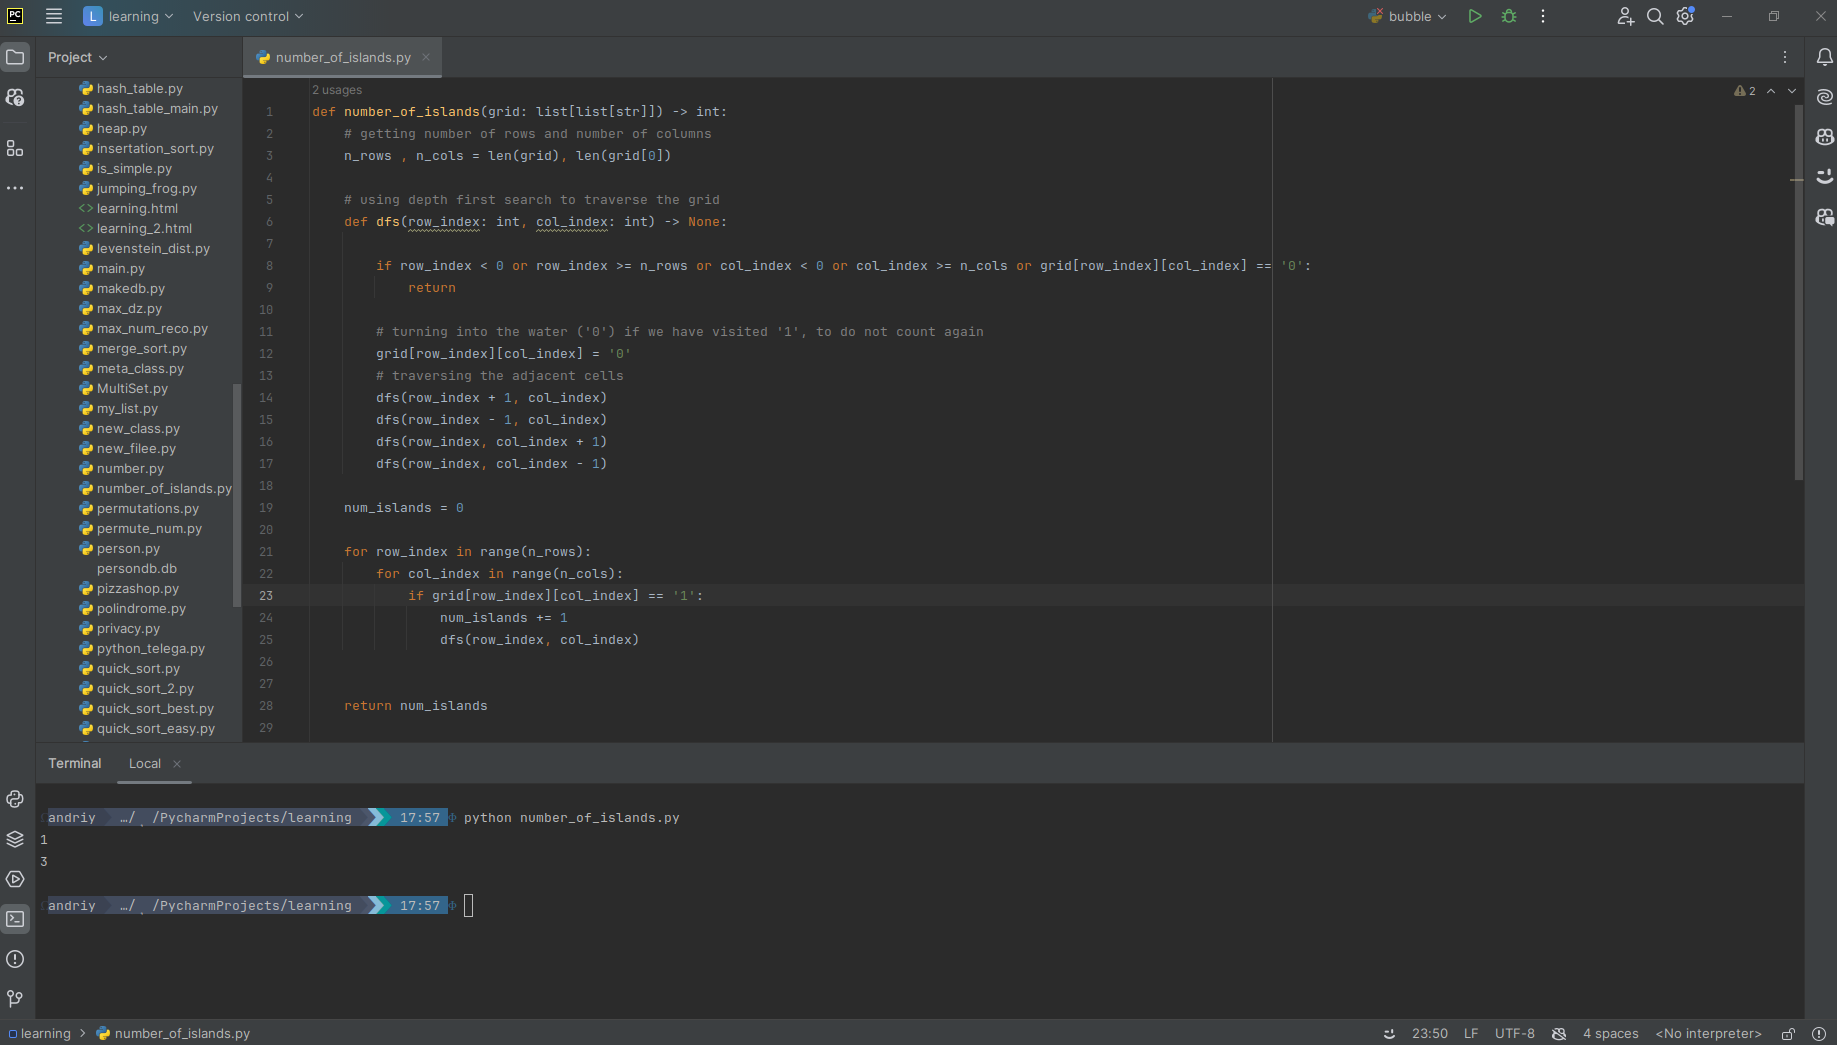 PC
L learning
Version control
bubble
Project
number_of_islands.py
hash_table.py
hash_table_main.py
heap.py
insertation_sort.py
is_simple.py
jumping_frog.py
<> learning.html
<> learning_2.html
levenstein_dist.py
main.py
makedb.py
max_dz.py
max_num_reco.py
merge_sort.py
meta_class.py
MultiSet.py
my_list.py
new_class.py
new_filee.py
number.py
number_of_islands.py
permutations.py
permute_num.py
person.py
persondb.db
pizzashop.py
polindrome.py
privacy.py
python_telega.py
quick_sort.py
quick_sort_2.py
quick_sort_best.py
quick_sort_easy.py
2 usages
2
1 def number_of_islands(grid: list[list[str]]) -> int:
2 # getting number of rows and number of columns
3 n_rows , n_cols = len(grid), len(grid[0])
4
5 # using depth first search to traverse the grid
6 def dfs(row_index: int, col_index: int) -> None:
7
8 if row_index < 0 or row_index >= n_rows or col_index < 0 or col_index >= n_cols or grid[row_index][col_index] == '0':
9 return
10
11 # turning into the water ('0') if we have visited '1', to do not count again
12 grid[row_index][col_index] = '0'
13 # traversing the adjacent cells
14 dfs(row_index + 1, col_index)
15 dfs(row_index - 1, col_index)
16 dfs(row_index, col_index + 1)
17 dfs(row_index, col_index - 1)
18
19 num_islands = 0
20
21 for row_index in range(n_rows):
22 for col_index in range(n_cols):
23 if grid[row_index][col_index] == '1':
24 num_islands += 1
25 dfs(row_index, col_index)
26
27
28 return num_islands
29
Terminal
Local
andriy …/ /PycharmProjects/learning 17:57 python number_of_islands.py
1
3
andriy …/ /PycharmProjects/learning 17:57
learning > number_of_islands.py
23:50 LF UTF-8 4 spaces <No interpreter>